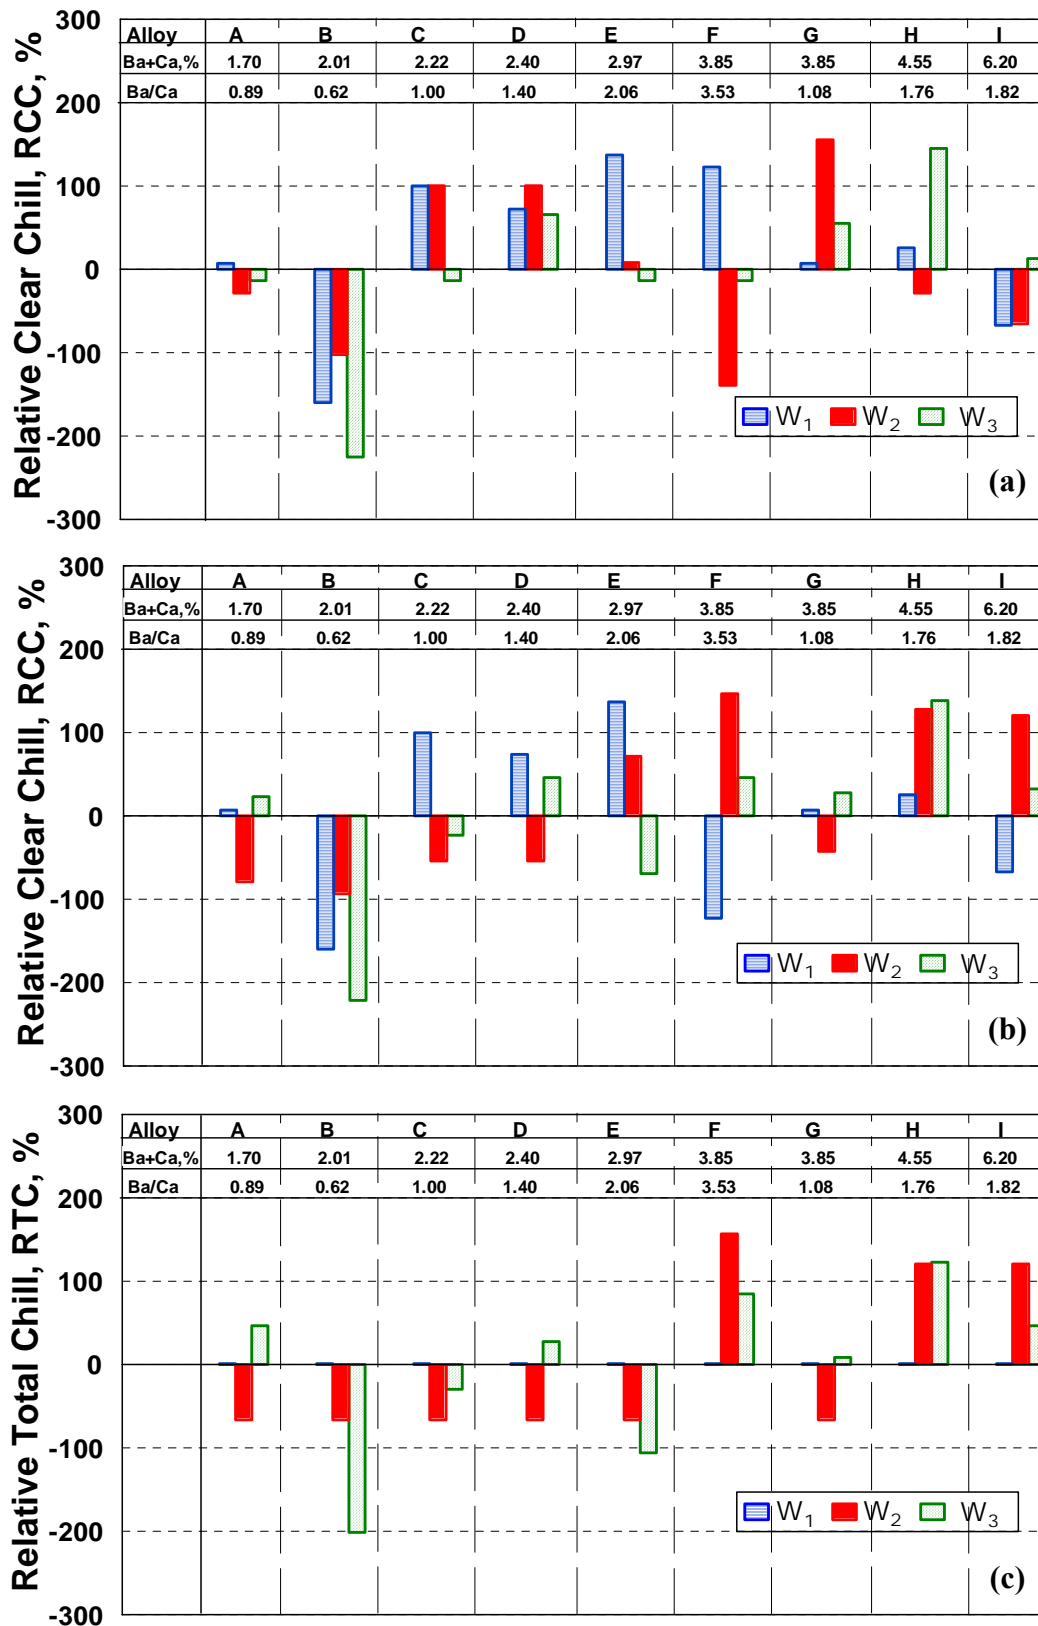 Relative Clear Chill, RCC, %
300
Alloy A B C D E F G H I
Ba+Ca,% 1.70 2.01 2.22 2.40 2.97 3.85 3.85 4.55 6.20
Ba/Ca 0.89 0.62 1.00 1.40 2.06 3.53 1.08 1.76 1.82
200
100
0
-100
-200
-300
W1 W2 W3
(a)
Relative Clear Chill, RCC, %
300
Alloy A B C D E F G H I
Ba+Ca,% 1.70 2.01 2.22 2.40 2.97 3.85 3.85 4.55 6.20
Ba/Ca 0.89 0.62 1.00 1.40 2.06 3.53 1.08 1.76 1.82
200
100
0
-100
-200
-300
W1 W2 W3
(b)
Relative Total Chill, RTC, %
300
Alloy A B C D E F G H I
Ba+Ca,% 1.70 2.01 2.22 2.40 2.97 3.85 3.85 4.55 6.20
Ba/Ca 0.89 0.62 1.00 1.40 2.06 3.53 1.08 1.76 1.82
200
100
0
-100
-200
-300
W1 W2 W3
(c)